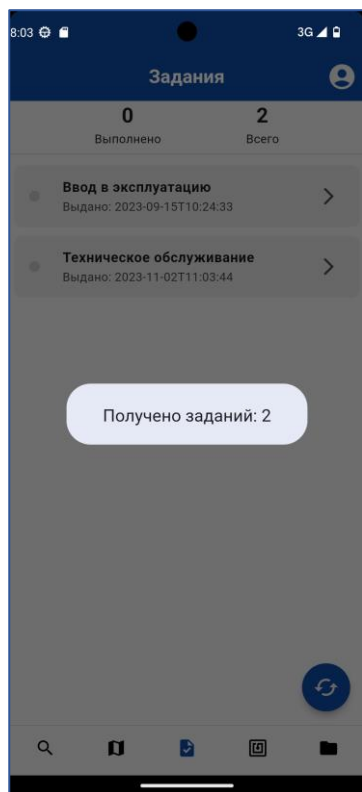 8:03
3G
Задания
0
2
Выполнено
Всего
Ввод в эксплуатацию
Выдано: 2023-09-15T10:24:33
Техническое обслуживание
Выдано: 2023-11-02T11:03:44
Получено заданий: 2